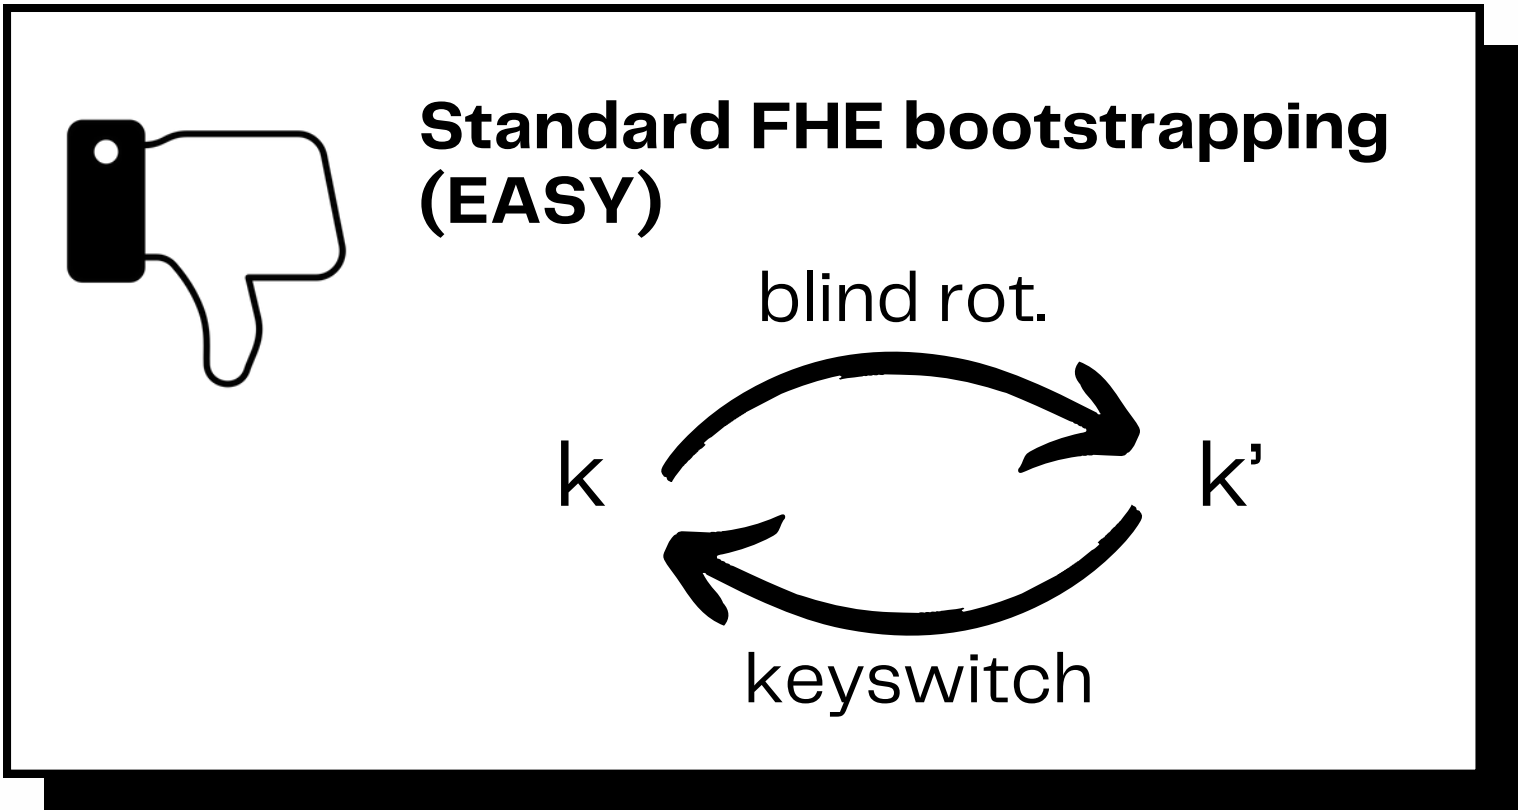 Standard FHE bootstrapping
(EASY)
blind rot.
k
k’
keyswitch